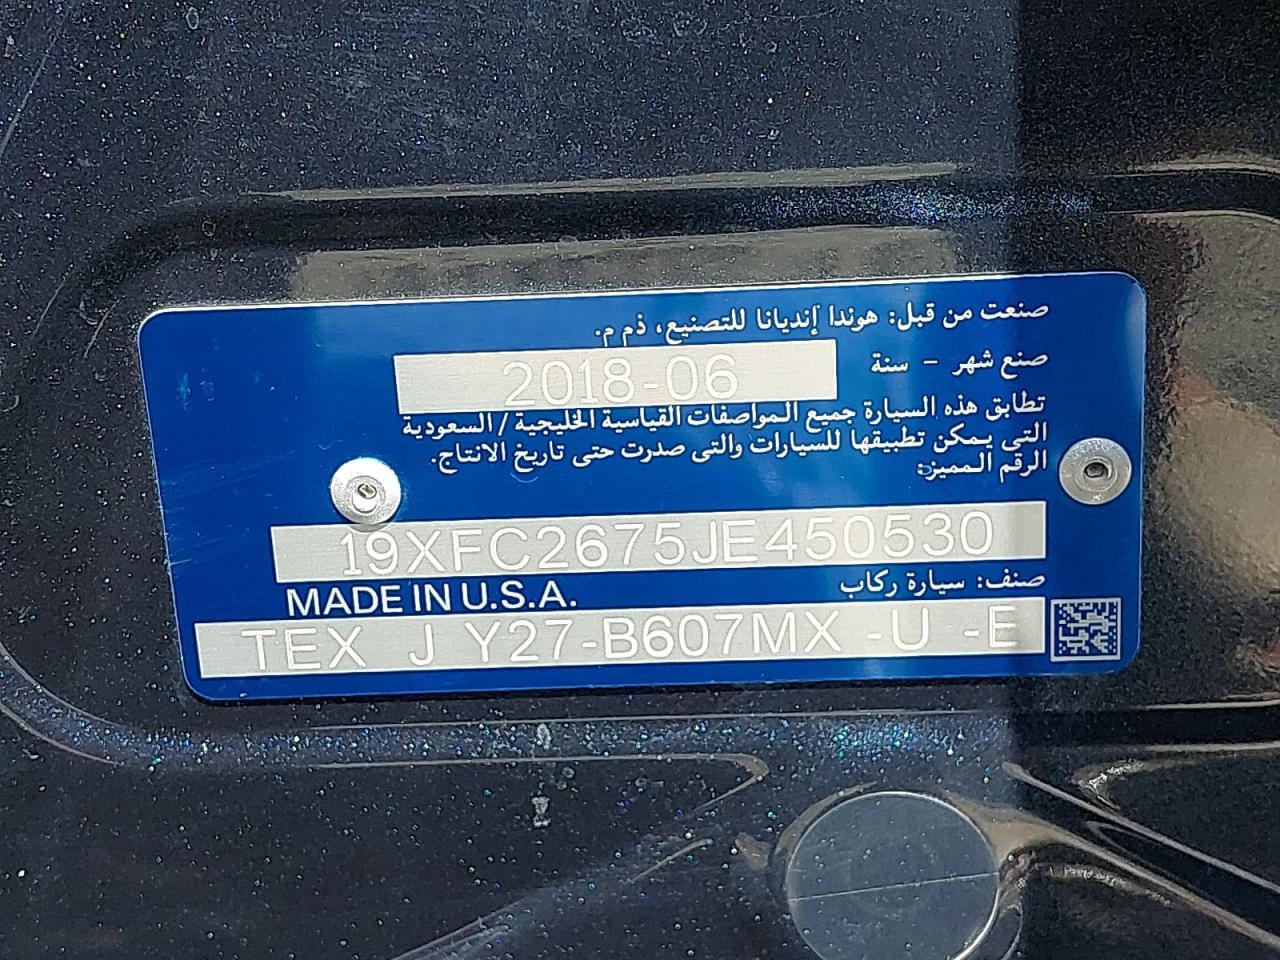 صنعت من قبل: هوندا إنديانا للتصنيع، ذم م.
صنع شهر - سنة
2018-06
تطابق هذه السيارة جميع المواصفات القياسية الخليجية / السعودية
التي يمكن تطبيقها للسيارات والتي صدرت حتى تاريخ الانتاج.
الرقم المميز:
19XFC2675JE450530
MADE IN U.S.A.
صنف: سيارة ركاب
TEX J Y27-B607MX -U -E